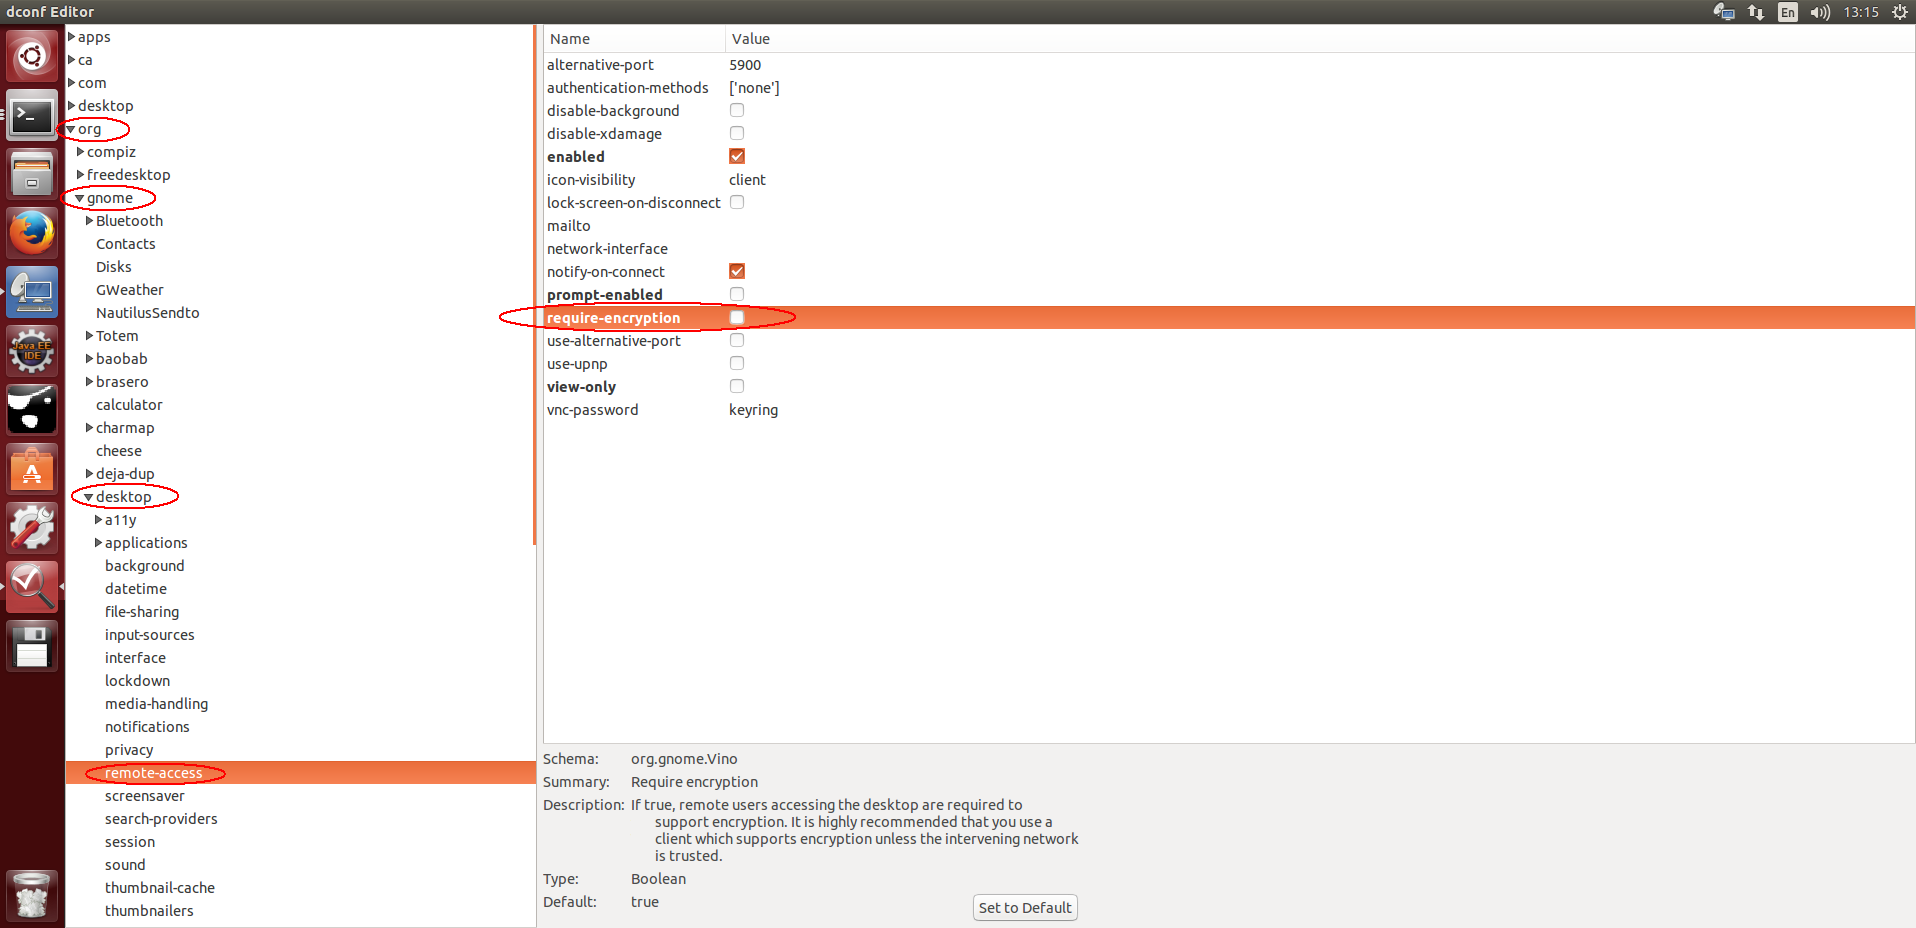 dconf Editor
En
13:15
apps
ca
com
desktop
org
compiz
freedesktop
gnome
Bluetooth
Contacts
Disks
GWeather
NautilusSendto
Totem
baobab
brasero
calculator
charmap
cheese
deja-dup
desktop
a11y
applications
background
datetime
file-sharing
input-sources
interface
lockdown
media-handling
notifications
privacy
remote-access
screensaver
search-providers
session
sound
thumbnail-cache
thumbnailers
Java EE
IDE
Name Value
alternative-port 5900
authentication-methods ['none']
disable-background
disable-xdamage
enabled
icon-visibility client
lock-screen-on-disconnect
mailto
network-interface
notify-on-connect
prompt-enabled
require-encryption
use-alternative-port
use-upnp
view-only
vnc-password keyring
Schema: org.gnome.Vino
Summary: Require encryption
Description: If true, remote users accessing the desktop are required to
support encryption. It is highly recommended that you use a
client which supports encryption unless the intervening network
is trusted.
Type: Boolean
Default: true
Set to Default